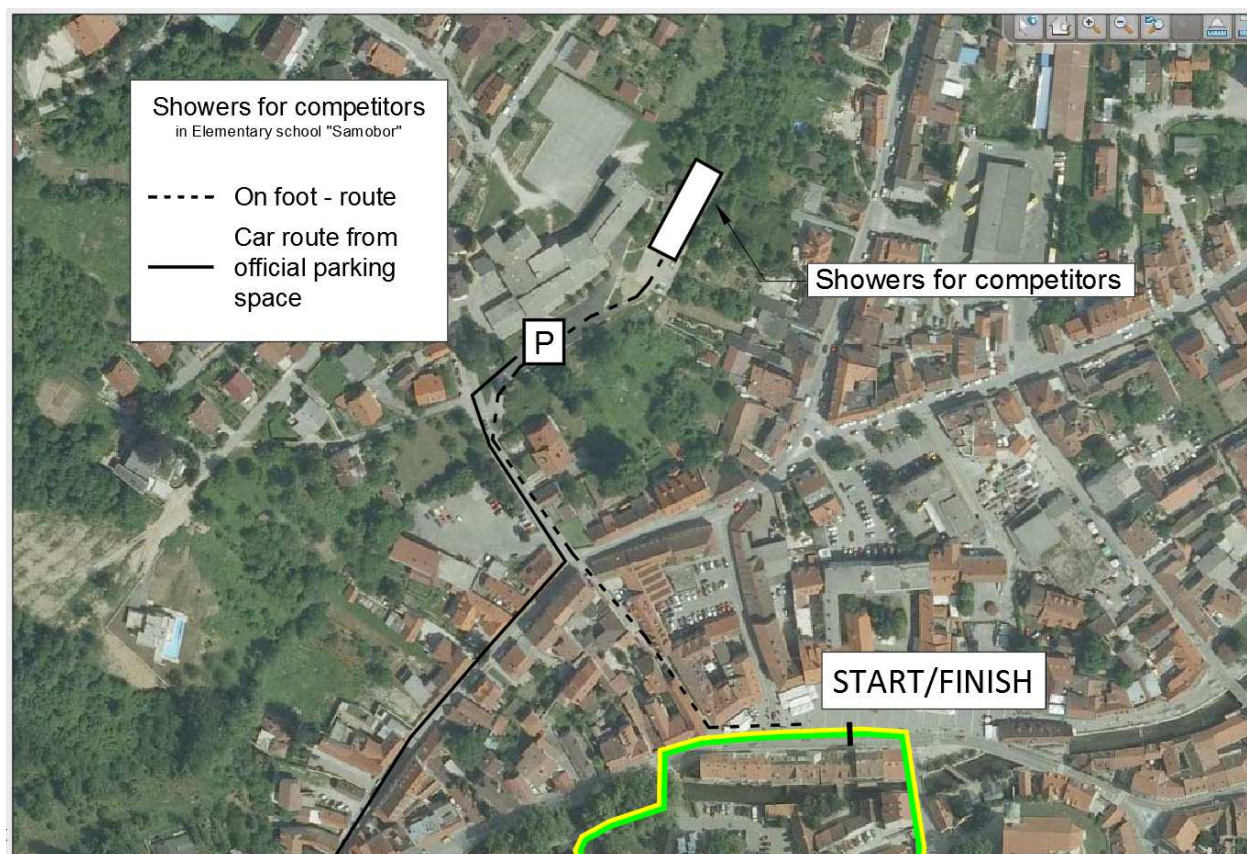 Showers for competitors
in Elementary school "Samobor"
On foot - route
Car route from
official parking
space
Showers for competitors
P
START/FINISH